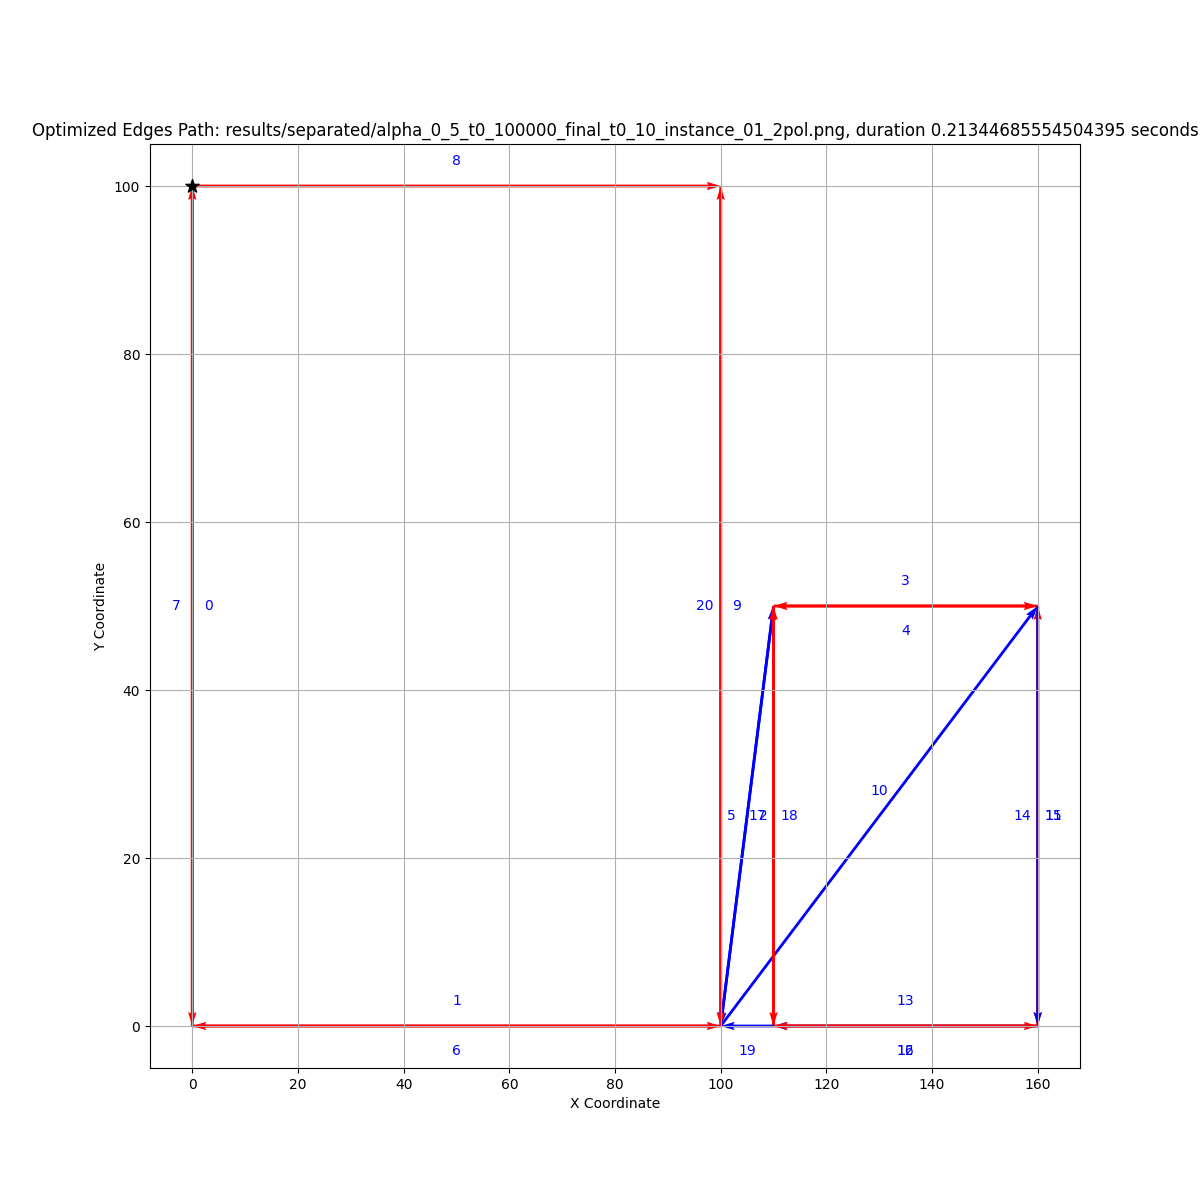 Optimized Edges Path: results/separated/alpha_0_5_t0_100000_final_t0_10_instance_01_2pol.png, duration 0.21344685554504395 seconds
8
100
80
60
3
7 0 20 9
4
40
10
5 17 2 18 14 15
20
1 13
0
6 19 16
0 20 40 60 80 100 120 140 160
X Coordinate
Y Coordinate